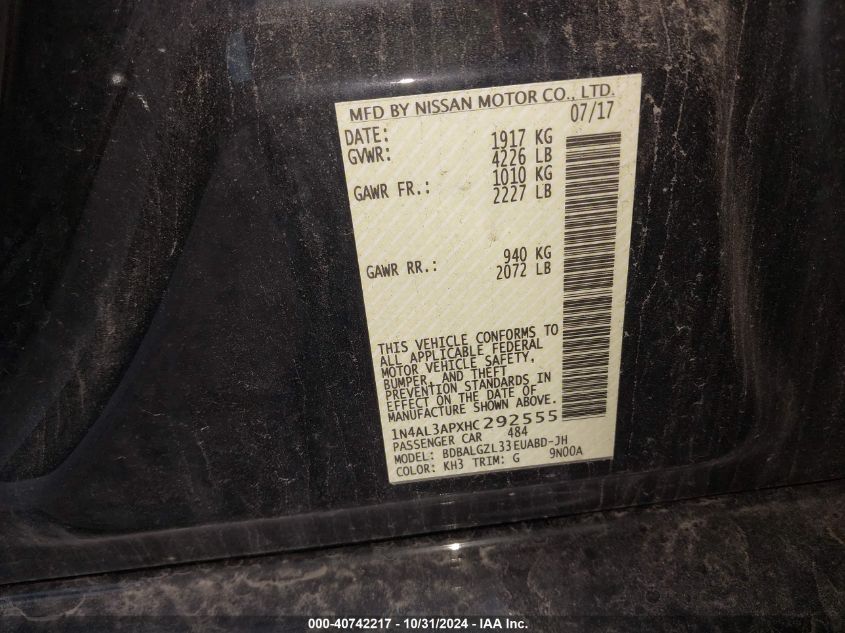 MFD BY NISSAN MOTOR CO., LTD.
DATE: 07/17
GVWR: 1917 KG
4226 LB
GAWR FR.: 1010 KG
2227 LB
GAWR RR.: 940 KG
2072 LB
THIS VEHICLE CONFORMS TO
ALL APPLICABLE FEDERAL
MOTOR VEHICLE SAFETY,
BUMPER, AND THEFT
PREVENTION STANDARDS IN
EFFECT ON THE DATE OF
MANUFACTURE SHOWN ABOVE.
1N4AL3APXHC292555
PASSENGER CAR 484
MODEL: BDBALGZL33EUABD-JH
COLOR: KH3 TRIM: G 9N00A
000-40742217 - 10/31/2024 - IAA Inc.